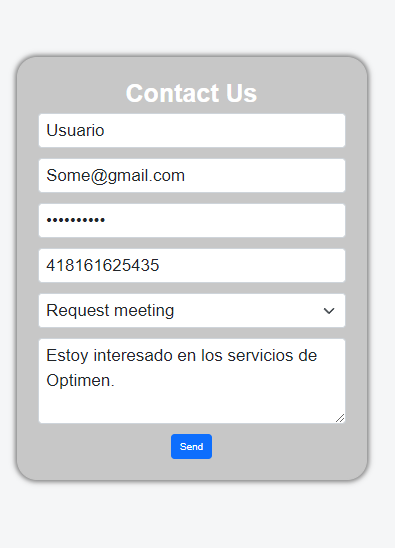 Contact Us
Usuario
Some@gmail.com
••••••••••
418161625435
Request meeting
Estoy interesado en los servicios de
Optimen.
Send